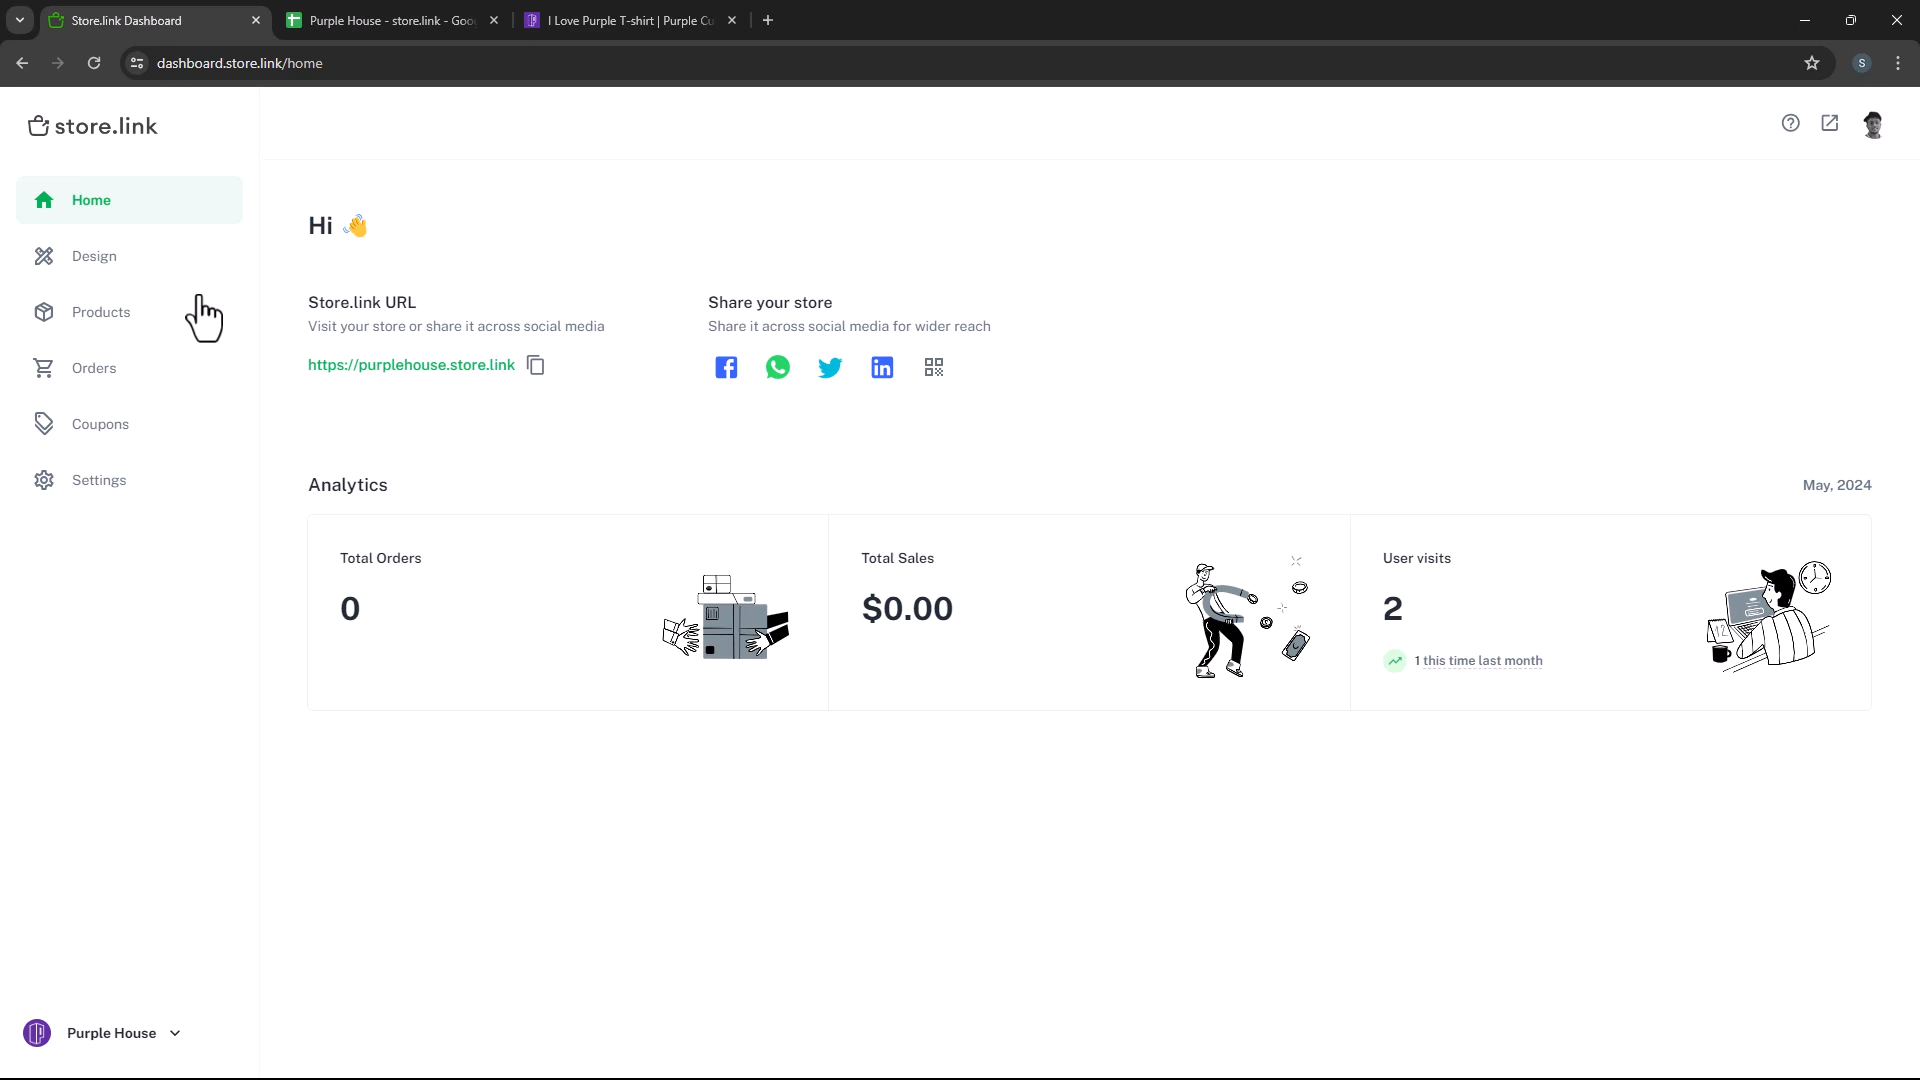 Store.link Dashboard
Purple House - store.link - Goo
I Love Purple T-shirt | Purple Cu
dashboard.store.link/home
S
store.link
Home
Design
Products
Orders
Coupons
Settings
Hi
Store.link URL
Visit your store or share it across social media
https://purplehouse.store.link
Share your store
Share it across social media for wider reach
Analytics
May, 2024
Total Orders
0
Total Sales
$0.00
User visits
2
1 this time last month
12
Purple House